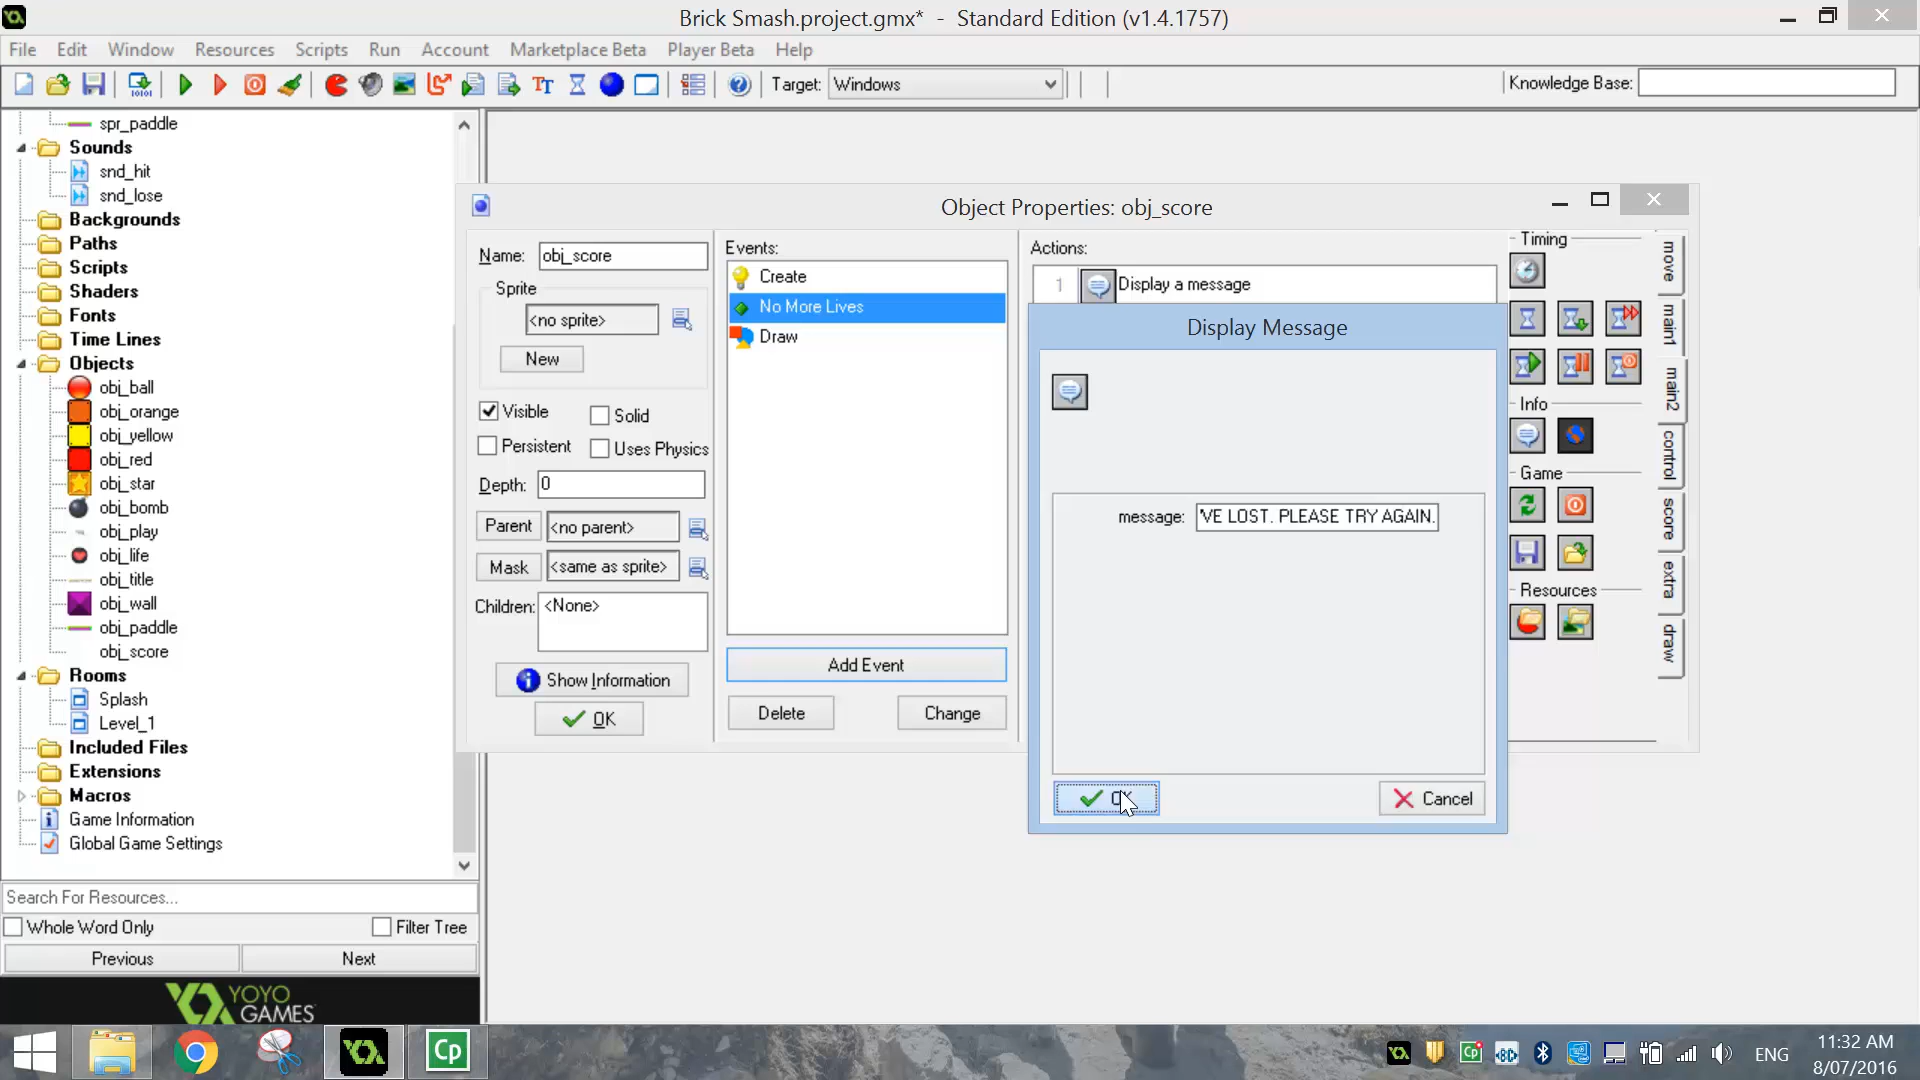 Brick Smash.project.gmx* - Standard Edition (v1.4.1757)
File Edit Window Resources Scripts Run Account Marketplace Beta Player Beta Help
Target: Windows
Knowledge Base:
spr_paddle
Sounds
snd_hit
snd_lose
Backgrounds
Paths
Scripts
Shaders
Fonts
Time Lines
Objects
obj_ball
obj_orange
obj_yellow
obj_red
obj_star
obj_bomb
obj_play
obj_life
obj_title
obj_wall
obj_paddle
obj_score
Rooms
Splash
Level_1
Included Files
Extensions
Macros
Game Information
Global Game Settings
Search For Resources...
Whole Word Only
Filter Tree
Previous
Next
YOYO
GAMES
Object Properties: obj_score
Name: obj_score
Sprite
<no sprite>
New
Visible
Solid
Persistent
Uses Physics
Depth: 0
Parent <no parent>
Mask <same as sprite>
Children: <None>
Show Information
OK
Events:
Create
No More Lives
Draw
Add Event
Delete
Change
Actions:
1 Display a message
Display Message
message: 'VE LOST. PLEASE TRY AGAIN.
OK
Cancel
Timing
Info
Game
Resources
move
main1
main2
control
score
extra
draw
Cp
ENG
11:32 AM
8/07/2016